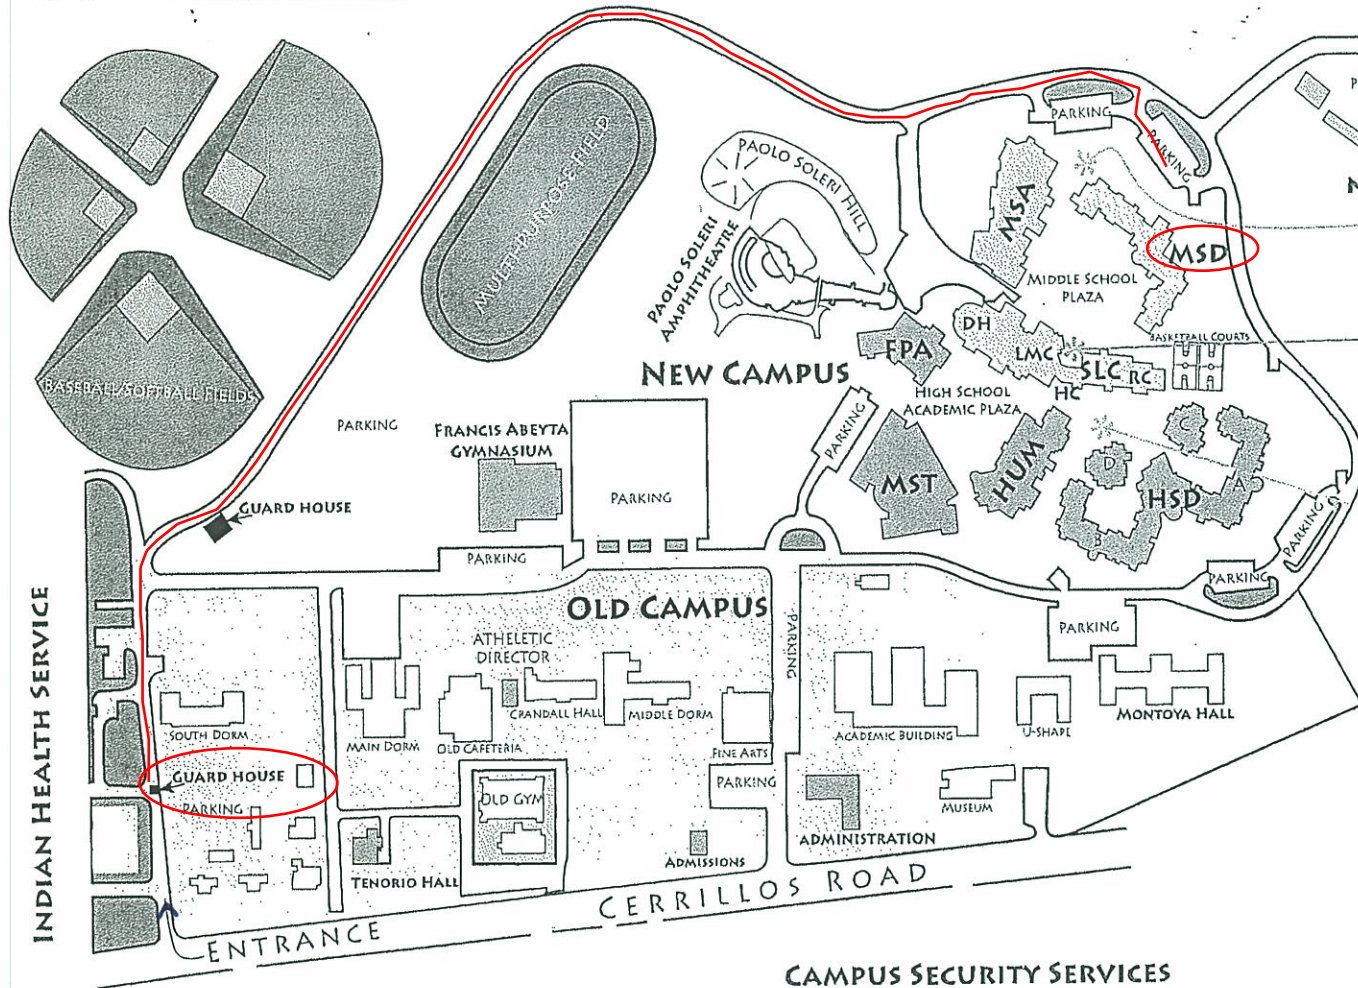 PARKING
PARKING
PAOLO SOLERI HILL
MULTIPURPOSE FIELD
MSA
PAOLO SOLERI
AMPHITHEATRE
MSD
MIDDLE SCHOOL
PLAZA
DH
FPA
LMC
BASKETBALL COURTS
SLC
RC
NEW CAMPUS
HC
HIGH SCHOOL
ACADEMIC PLAZA
BASEBALL/SOFTBALL FIELDS
PARKING
FRANCIS ABEYTA
GYMNASIUM
PARKING
C
D
A
B
MST
HUM
HSD
PARKING
GUARD HOUSE
PARKING
PARKING
PARKING
INDIAN HEALTH SERVICE
OLD CAMPUS
PARKING
PARKING
ATHELETIC
DIRECTOR
SOUTH DORM
MAIN DORM
OLD CAFETERIA
CRANDALL HALL
MIDDLE DORM
FINE ARTS
ACADEMIC BUILDING
U-SHAPE
MONTOYA HALL
GUARD HOUSE
PARKING
OLD GYM
PARKING
MUSEUM
ADMINISTRATION
ADMISSIONS
TENORIO HALL
CERRILLOS ROAD
ENTRANCE
CAMPUS SECURITY SERVICES